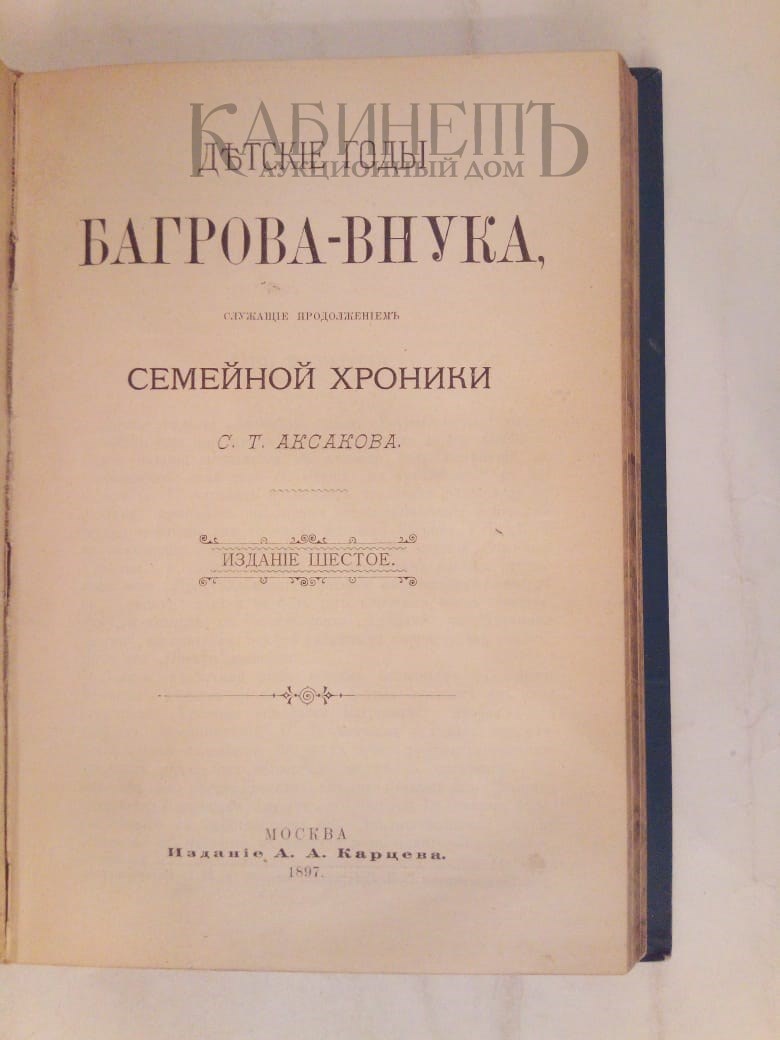 КАБИНЕТЪ
АУКЦИОННЫЙ ДОМ
ДѢТСКІЕ ГОДЫ
БАГРОВА-ВНУКА,
СЛУЖАЩІЕ ПРОДОЛЖЕНІЕМЪ
СЕМЕЙНОЙ ХРОНИКИ
С. Т. АКСАКОВА.
ИЗДАНІЕ ШЕСТОЕ.
МОСКВА
Изданіе А. А. Карцева.
1897.